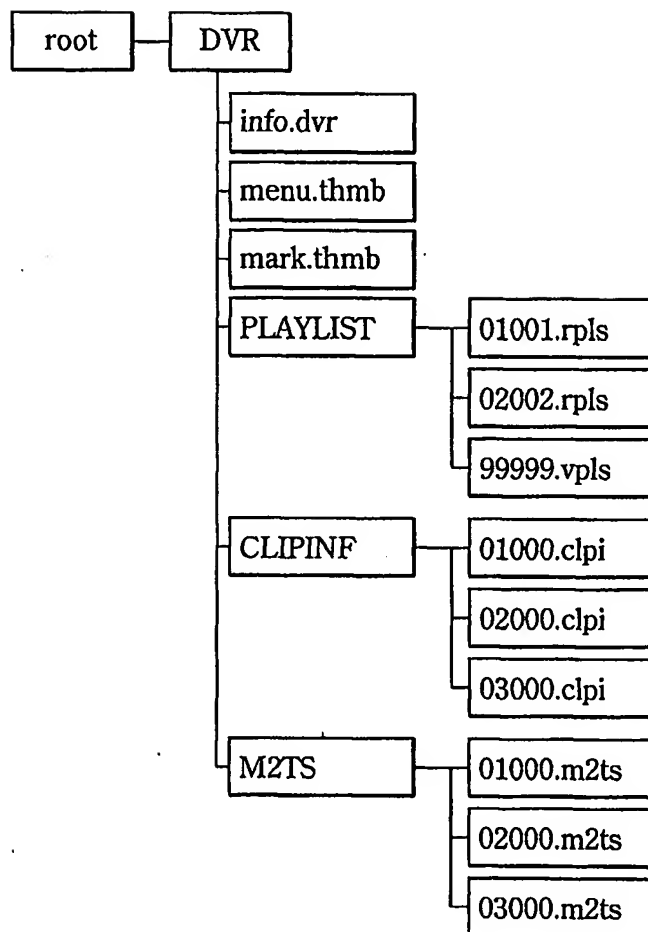 root
DVR
info.dvr
menu.thmb
mark.thmb
PLAYLIST
01001.rpls
02002.rpls
99999.vpls
CLIPINF
01000.clpi
02000.clpi
03000.clpi
M2TS
01000.m2ts
02000.m2ts
03000.m2ts